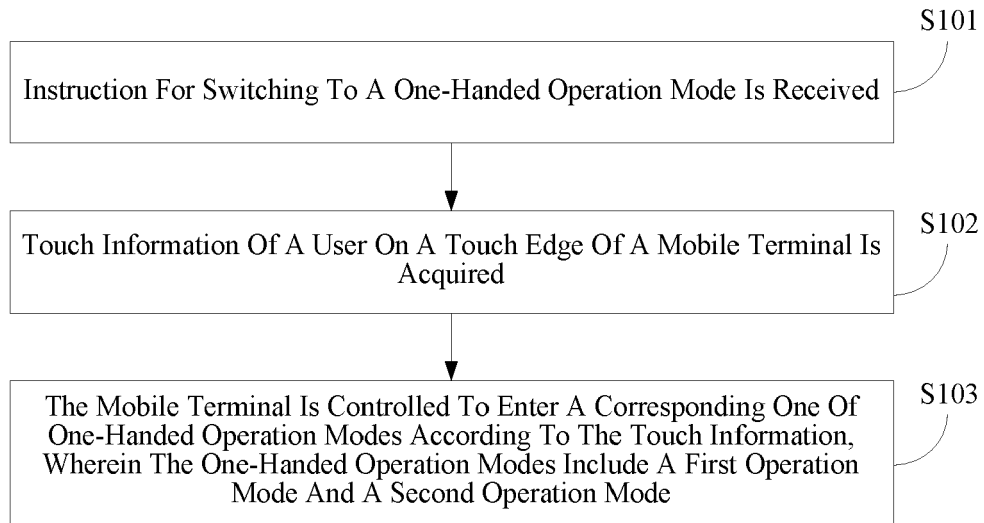 S101
Instruction For Switching To A One-Handed Operation Mode Is Received
S102
Touch Information Of A User On A Touch Edge Of A Mobile Terminal Is
Acquired
S103
The Mobile Terminal Is Controlled To Enter A Corresponding One Of
One-Handed Operation Modes According To The Touch Information,
Wherein The One-Handed Operation Modes Include A First Operation
Mode And A Second Operation Mode